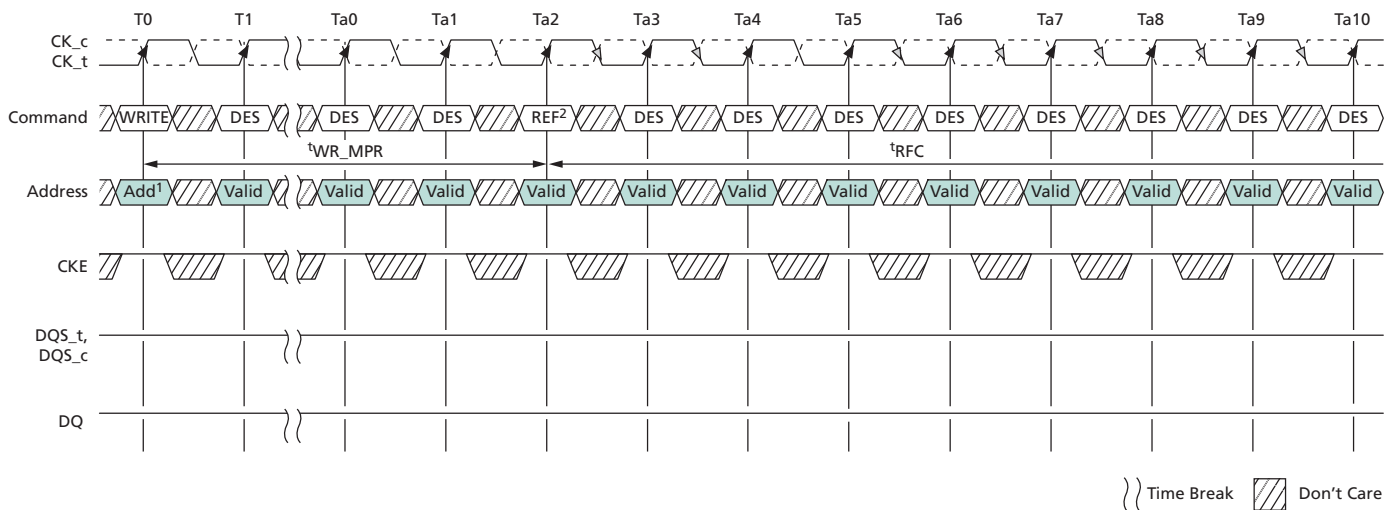 T0 T1 Ta0 Ta1 Ta2 Ta3 Ta4 Ta5 Ta6 Ta7 Ta8 Ta9 Ta10
CK_c
CK_t
Command WRITE DES DES DES REF2 DES DES DES DES DES DES DES DES
tWR_MPR tRFC
Address Add1 Valid Valid Valid Valid Valid Valid Valid Valid Valid Valid Valid Valid
CKE
DQS_t,
DQS_c
DQ
Time Break Don't Care